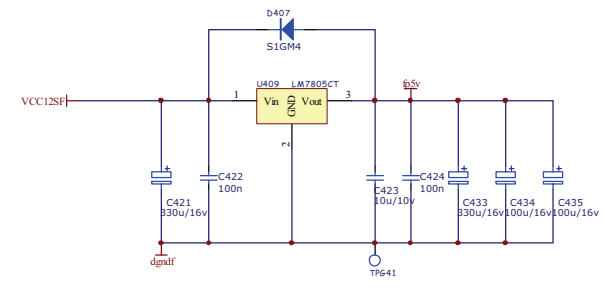 D407
S1GM4
U409 LM7805CT
VCC12SF
1
Vin
GND
Vout
3
fp5v
2
C421
330u/16v
+
C422
100n
C423
10u/10v
C424
100n
+
C433
330u/16v
+
C434
100u/16v
+
C435
100u/16v
dgndf
TPG41